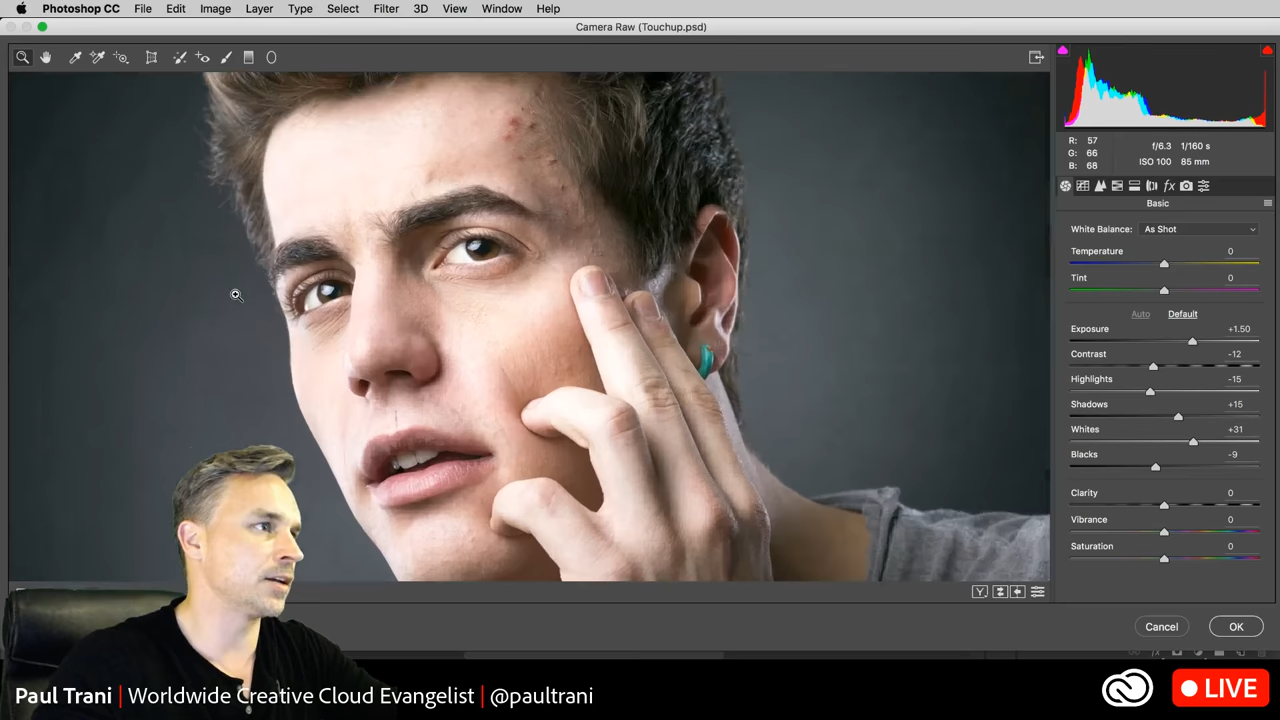 Photoshop CC File Edit Image Layer Type Select Filter 3D View Window Help
Camera Raw (Touchup.psd)
R: 57
G: 66
B: 68
f/6.3 1/160 s
ISO 100 85 mm
fx
Basic
White Balance: As Shot
Temperature 0
Tint 0
Auto Default
Exposure +1.50
Contrast -12
Highlights -15
Shadows +15
Whites +31
Blacks -9
Clarity 0
Vibrance 0
Saturation 0
Y
Cancel OK
Paul Trani | Worldwide Creative Cloud Evangelist | @paultrani
LIVE